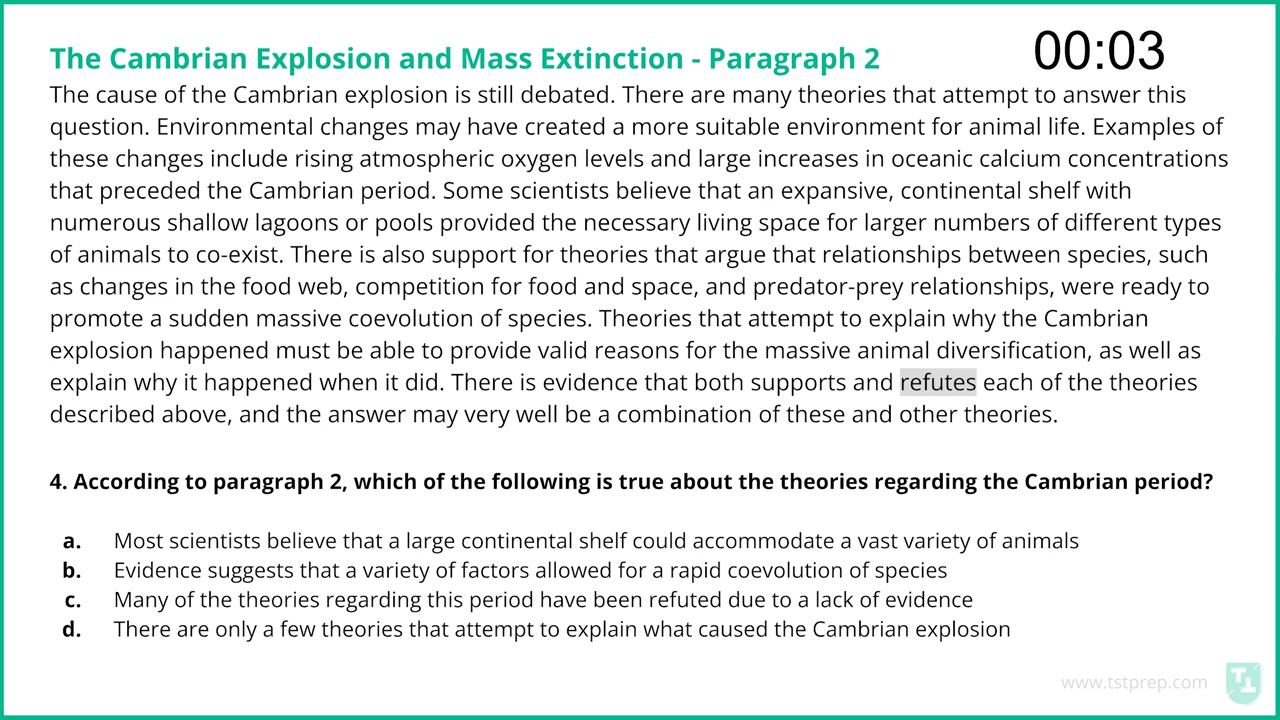 The Cambrian Explosion and Mass Extinction - Paragraph 2
00:03
The cause of the Cambrian explosion is still debated. There are many theories that attempt to answer this
question. Environmental changes may have created a more suitable environment for animal life. Examples of
these changes include rising atmospheric oxygen levels and large increases in oceanic calcium concentrations
that preceded the Cambrian period. Some scientists believe that an expansive, continental shelf with
numerous shallow lagoons or pools provided the necessary living space for larger numbers of different types
of animals to co-exist. There is also support for theories that argue that relationships between species, such
as changes in the food web, competition for food and space, and predator-prey relationships, were ready to
promote a sudden massive coevolution of species. Theories that attempt to explain why the Cambrian
explosion happened must be able to provide valid reasons for the massive animal diversification, as well as
explain why it happened when it did. There is evidence that both supports and refutes each of the theories
described above, and the answer may very well be a combination of these and other theories.
4. According to paragraph 2, which of the following is true about the theories regarding the Cambrian period?
a. Most scientists believe that a large continental shelf could accommodate a vast variety of animals
b. Evidence suggests that a variety of factors allowed for a rapid coevolution of species
c. Many of the theories regarding this period have been refuted due to a lack of evidence
d. There are only a few theories that attempt to explain what caused the Cambrian explosion
www.tstprep.com